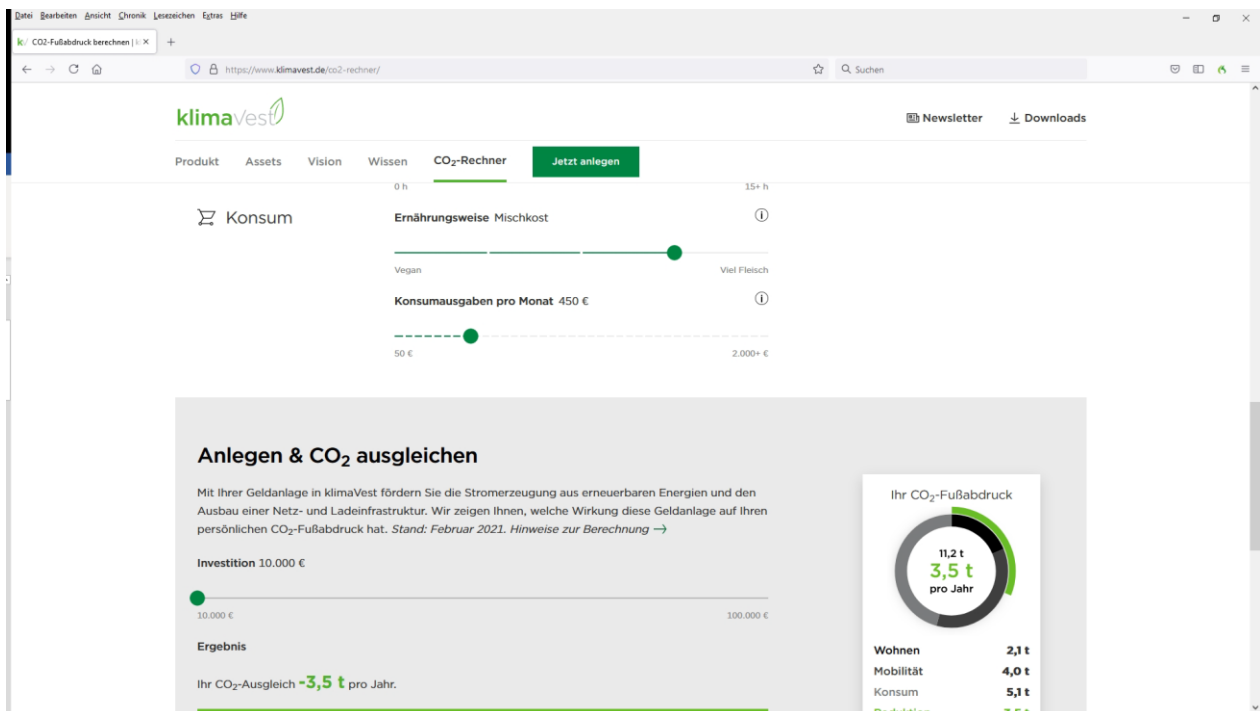 Datei Bearbeiten Ansicht Chronik Lesezeichen Extras Hilfe
CO2-Fußabdruck berechnen |
https://www.klimavest.de/co2-rechner/
Suchen
klimaVest
Newsletter Downloads
Produkt Assets Vision Wissen CO₂-Rechner Jetzt anlegen
0 h 15+ h
Konsum
Ernährungsweise Mischkost
Vegan Viel Fleisch
Konsumausgaben pro Monat 450 €
50 € 2.000+ €
Anlegen & CO₂ ausgleichen
Mit Ihrer Geldanlage in klimaVest fördern Sie die Stromerzeugung aus erneuerbaren Energien und den
Ausbau einer Netz- und Ladeinfrastruktur. Wir zeigen Ihnen, welche Wirkung diese Geldanlage auf Ihren
persönlichen CO₂-Fußabdruck hat. Stand: Februar 2021. Hinweise zur Berechnung →
Investition 10.000 €
10.000 € 100.000 €
Ergebnis
Ihr CO₂-Ausgleich -3,5 t pro Jahr.
Ihr CO₂-Fußabdruck
11,2 t
3,5 t
pro Jahr
Wohnen 2,1 t
Mobilität 4,0 t
Konsum 5,1 t